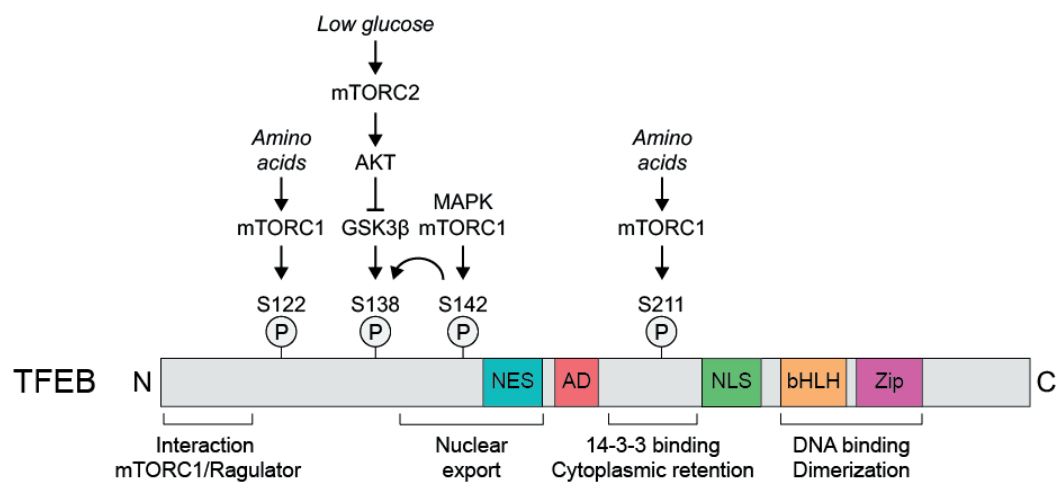 Low glucose
mTORC2
Amino
acids
AKT
Amino
acids
MAPK
mTORC1
GSK3β
mTORC1
mTORC1
S122
S138
S142
S211
P
P
P
P
TFEB
N
NES
AD
NLS
bHLH
Zip
C
Interaction
mTORC1/Ragulator
Nuclear
export
14-3-3 binding
Cytoplasmic retention
DNA binding
Dimerization